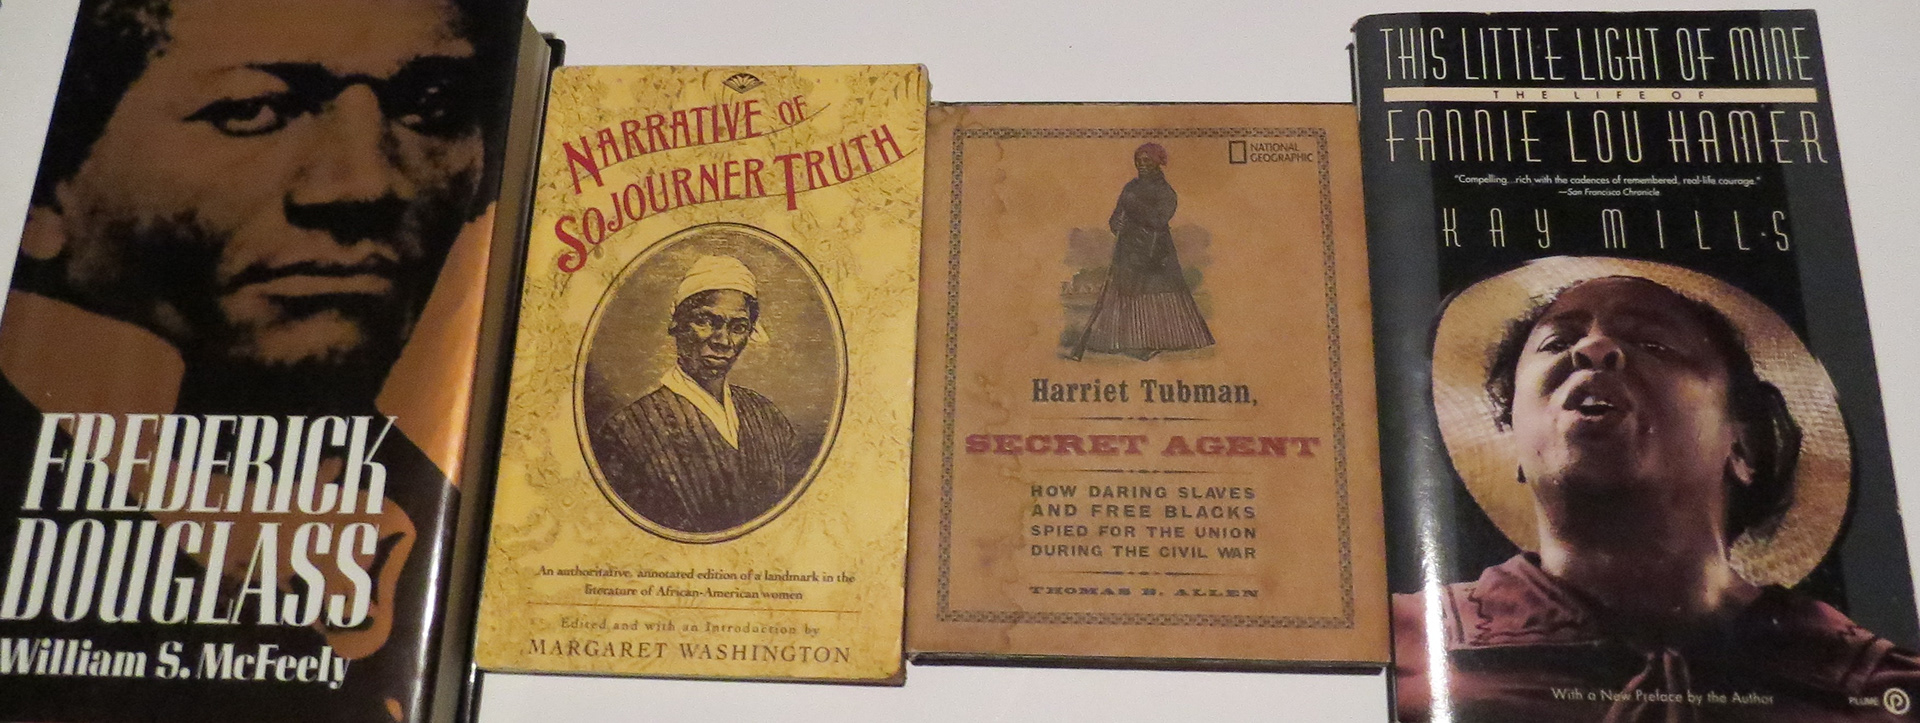 FREDERICK
DOUGLASS
William S. McFeely
NARRATIVE OF
SOJOURNER TRUTH
An authoritative, annotated edition of a landmark in the
literature of African-American women
Edited and with an Introduction by
MARGARET WASHINGTON
NATIONAL
GEOGRAPHIC
Harriet Tubman,
SECRET AGENT
HOW DARING SLAVES
AND FREE BLACKS
SPIED FOR THE UNION
DURING THE CIVIL WAR
THOMAS B. ALLEN
THIS LITTLE LIGHT OF MINE
THE LIFE OF
FANNIE LOU HAMER
"Compelling...rich with the cadences of remembered, real-life courage."
—San Francisco Chronicle
KAY MILLS
With a New Preface by the Author
PLUME P